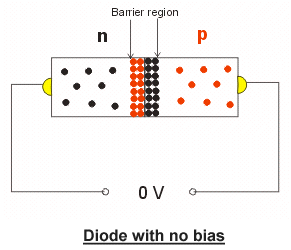 Barrier region
n p
0 V
Diode with no bias